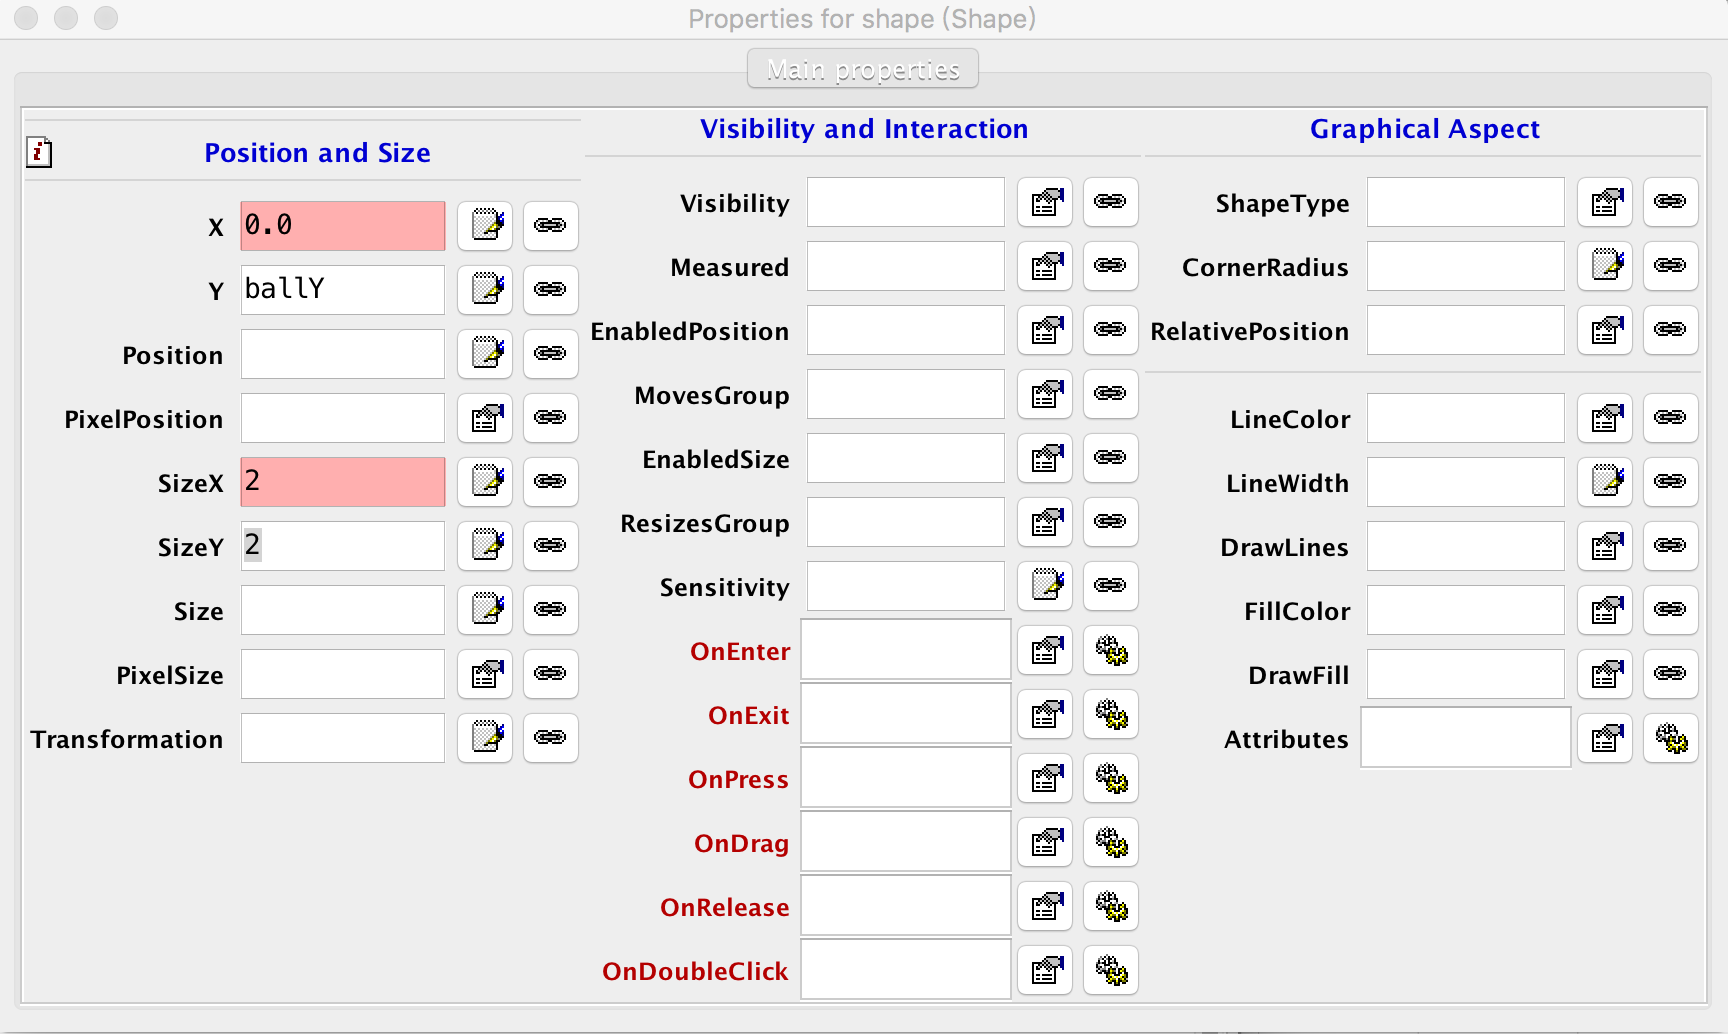 Properties for shape (Shape)
Main properties
Position and Size
X 0.0
Y ballY
Position
PixelPosition
SizeX 2
SizeY 2
Size
PixelSize
Transformation
Visibility and Interaction
Visibility
Measured
EnabledPosition
MovesGroup
EnabledSize
ResizesGroup
Sensitivity
OnEnter
OnExit
OnPress
OnDrag
OnRelease
OnDoubleClick
Graphical Aspect
ShapeType
CornerRadius
RelativePosition
LineColor
LineWidth
DrawLines
FillColor
DrawFill
Attributes